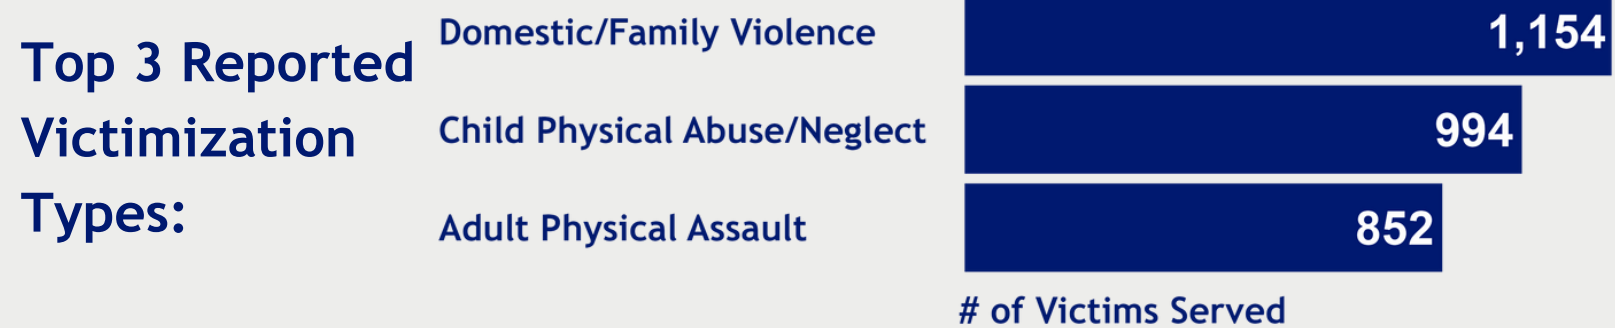 Top 3 Reported
Victimization
Types:
Domestic/Family Violence 1,154
Child Physical Abuse/Neglect 994
Adult Physical Assault 852
# of Victims Served